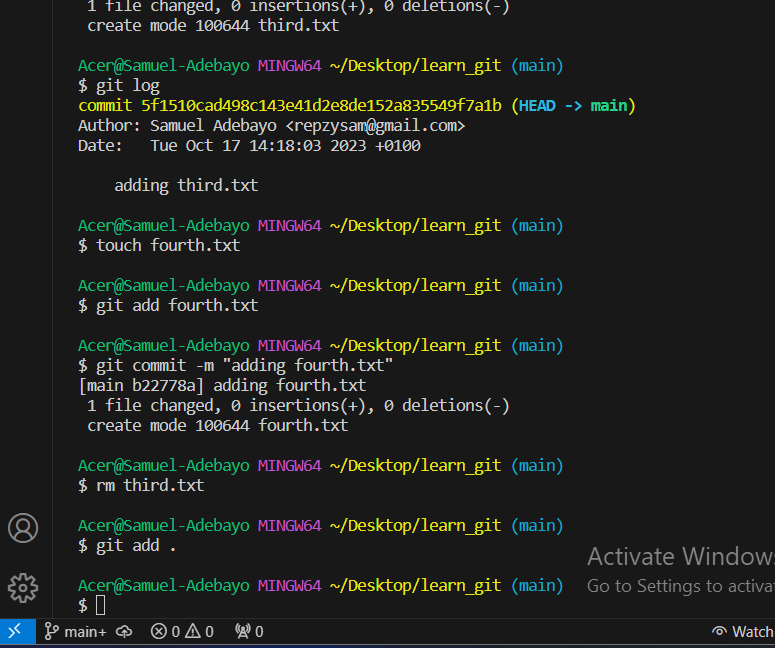 1 file changed, 0 insertions(+), 0 deletions(-)
create mode 100644 third.txt
Acer@Samuel-Adebayo MINGW64 ~/Desktop/learn_git (main)
$ git log
commit 5f1510cad498c143e41d2e8de152a835549f7a1b (HEAD -> main)
Author: Samuel Adebayo <repzysam@gmail.com>
Date:   Tue Oct 17 14:18:03 2023 +0100
adding third.txt
Acer@Samuel-Adebayo MINGW64 ~/Desktop/learn_git (main)
$ touch fourth.txt
Acer@Samuel-Adebayo MINGW64 ~/Desktop/learn_git (main)
$ git add fourth.txt
Acer@Samuel-Adebayo MINGW64 ~/Desktop/learn_git (main)
$ git commit -m "adding fourth.txt"
[main b22778a] adding fourth.txt
1 file changed, 0 insertions(+), 0 deletions(-)
create mode 100644 fourth.txt
Acer@Samuel-Adebayo MINGW64 ~/Desktop/learn_git (main)
$ rm third.txt
Acer@Samuel-Adebayo MINGW64 ~/Desktop/learn_git (main)
$ git add .
Acer@Samuel-Adebayo MINGW64 ~/Desktop/learn_git (main)
$
Activate Windows
Go to Settings to activa
main+ 0 0 0 Watch